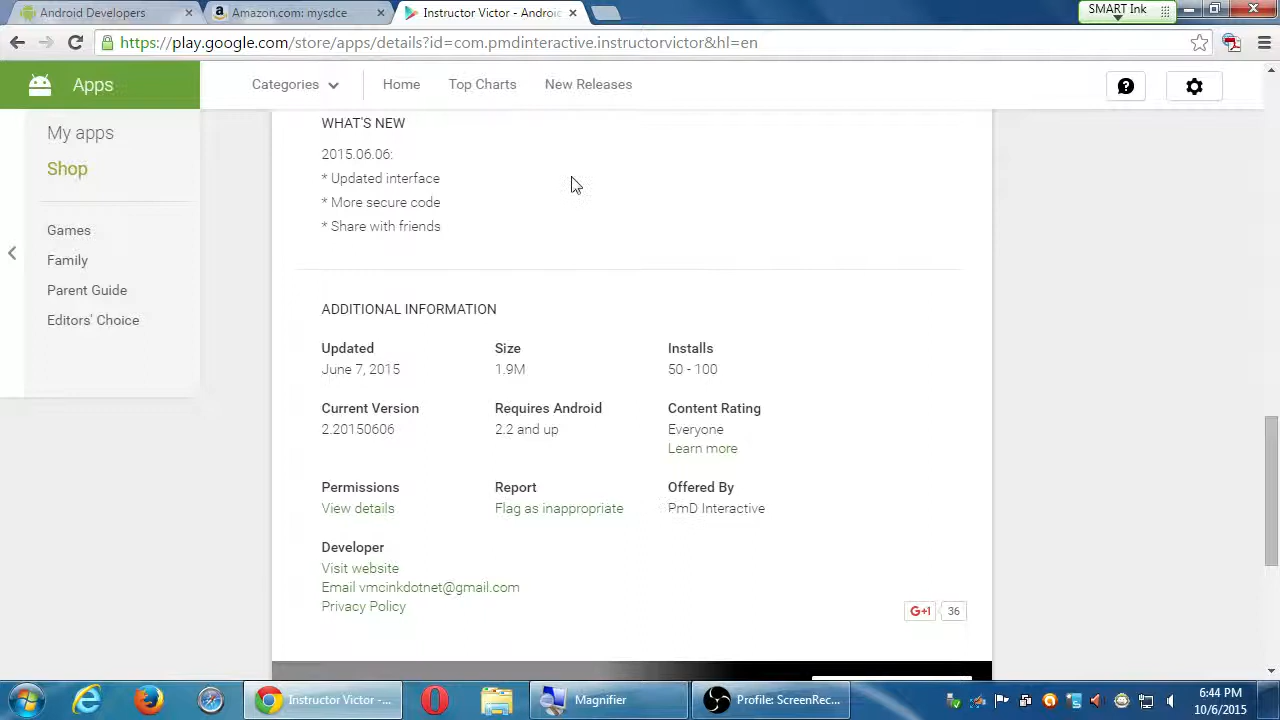 Android Developers
Amazon.com: mysdce
Instructor Victor - Androi
SMART Ink
https://play.google.com/store/apps/details?id=com.pmdinteractive.instructorvictor&hl=en
Apps
Categories
Home
Top Charts
New Releases
My apps
Shop
Games
Family
Parent Guide
Editors' Choice
WHAT'S NEW
2015.06.06:
* Updated interface
* More secure code
* Share with friends
ADDITIONAL INFORMATION
Updated
June 7, 2015
Size
1.9M
Installs
50 - 100
Current Version
2.20150606
Requires Android
2.2 and up
Content Rating
Everyone
Learn more
Permissions
View details
Report
Flag as inappropriate
Offered By
PmD Interactive
Developer
Visit website
Email vmcinkdotnet@gmail.com
Privacy Policy
G+1
36
Instructor Victor -...
Magnifier
Profile: ScreenRec...
6:44 PM
10/6/2015